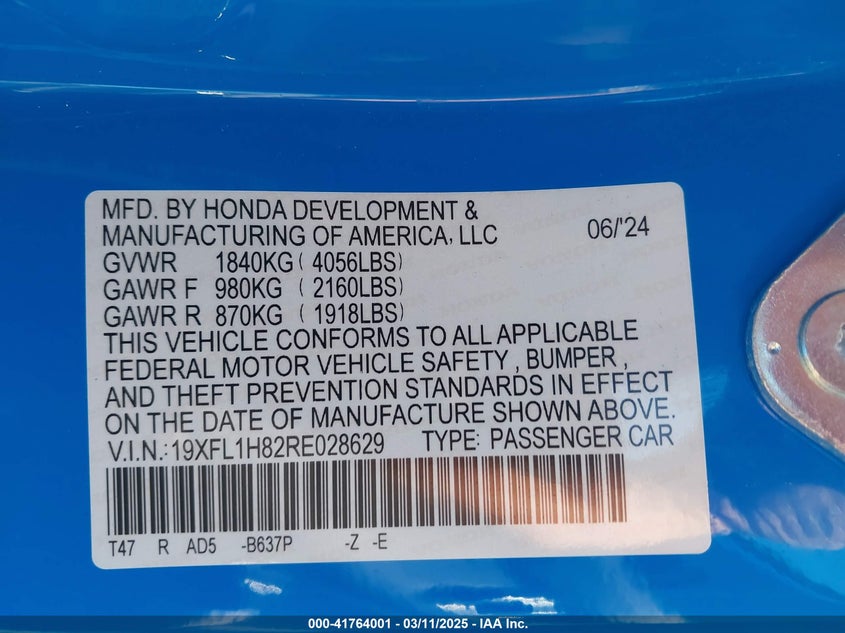 MFD. BY HONDA DEVELOPMENT &
MANUFACTURING OF AMERICA, LLC 06/'24
GVWR 1840KG ( 4056LBS)
GAWR F 980KG ( 2160LBS)
GAWR R 870KG ( 1918LBS)
THIS VEHICLE CONFORMS TO ALL APPLICABLE
FEDERAL MOTOR VEHICLE SAFETY , BUMPER ,
AND THEFT PREVENTION STANDARDS IN EFFECT
ON THE DATE OF MANUFACTURE SHOWN ABOVE.
V.I.N.:19XFL1H82RE028629 TYPE: PASSENGER CAR
T47 R AD5 -B637P -Z -E
000-41764001 - 03/11/2025 - IAA Inc.